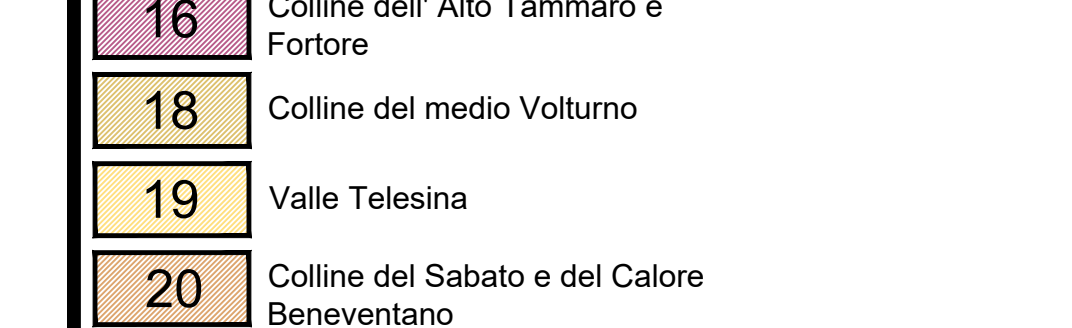 16
Colline dell' Alto Tammaro e
Fortore
18
Colline del medio Volturno
19
Valle Telesina
20
Colline del Sabato e del Calore
Beneventano